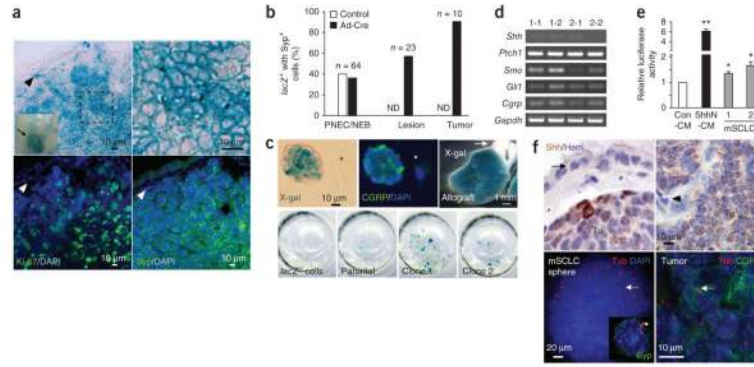 a
10 µm
10 µm
Ki-67/DAPI
10 µm
Syp/DAPI
10 µm
b
Control
Ad-Cre
lacZ+ with Syp+
cells (%)
100
80
60
40
20
0
n = 64
n = 23
n = 10
ND
ND
PNEC/NEB
Lesion
Tumor
c
X-gal
10 µm
CGRP/DAPI
X-gal
Allograft
1 mm
lacZ– cells
Parental
Clone 1
Clone 2
d
1-1 1-2 2-1 2-2
Shh
Ptch1
Smo
Gli1
Cgrp
Gapdh
e
Relative luciferase
activity
++
*
*
Con
-CM
ShhN
-CM
1 2
mSCLC
f
Shh/Hem
mSCLC
sphere
Tub DAPI
20 µm
Syp
Tumor
10 µm